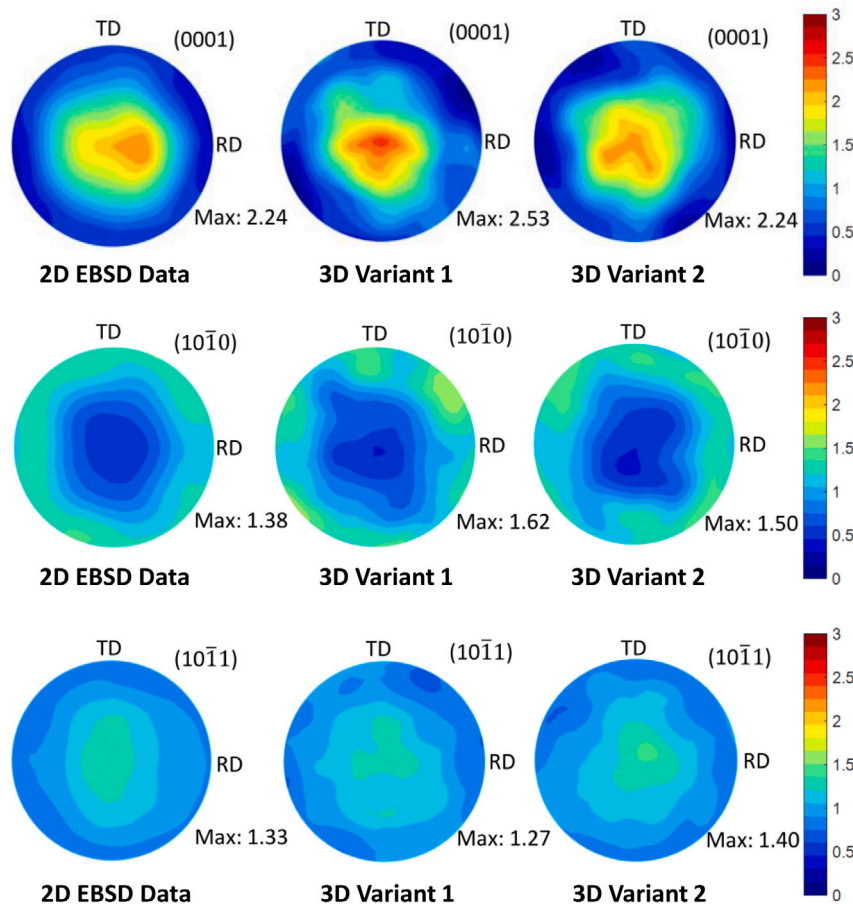 TD (0001) TD (0001) TD (0001) 3
2.5
2
RD RD RD 1.5
1
0.5
Max: 2.24 Max: 2.53 Max: 2.24
0
2D EBSD Data 3D Variant 1 3D Variant 2
TD (101̅0) TD (101̅0) TD (101̅0) 3
2.5
2
RD RD RD 1.5
1
0.5
Max: 1.38 Max: 1.62 Max: 1.50
0
2D EBSD Data 3D Variant 1 3D Variant 2
TD (101̅1) TD (101̅1) TD (101̅1) 3
2.5
2
RD RD RD 1.5
1
0.5
Max: 1.33 Max: 1.27 Max: 1.40
0
2D EBSD Data 3D Variant 1 3D Variant 2